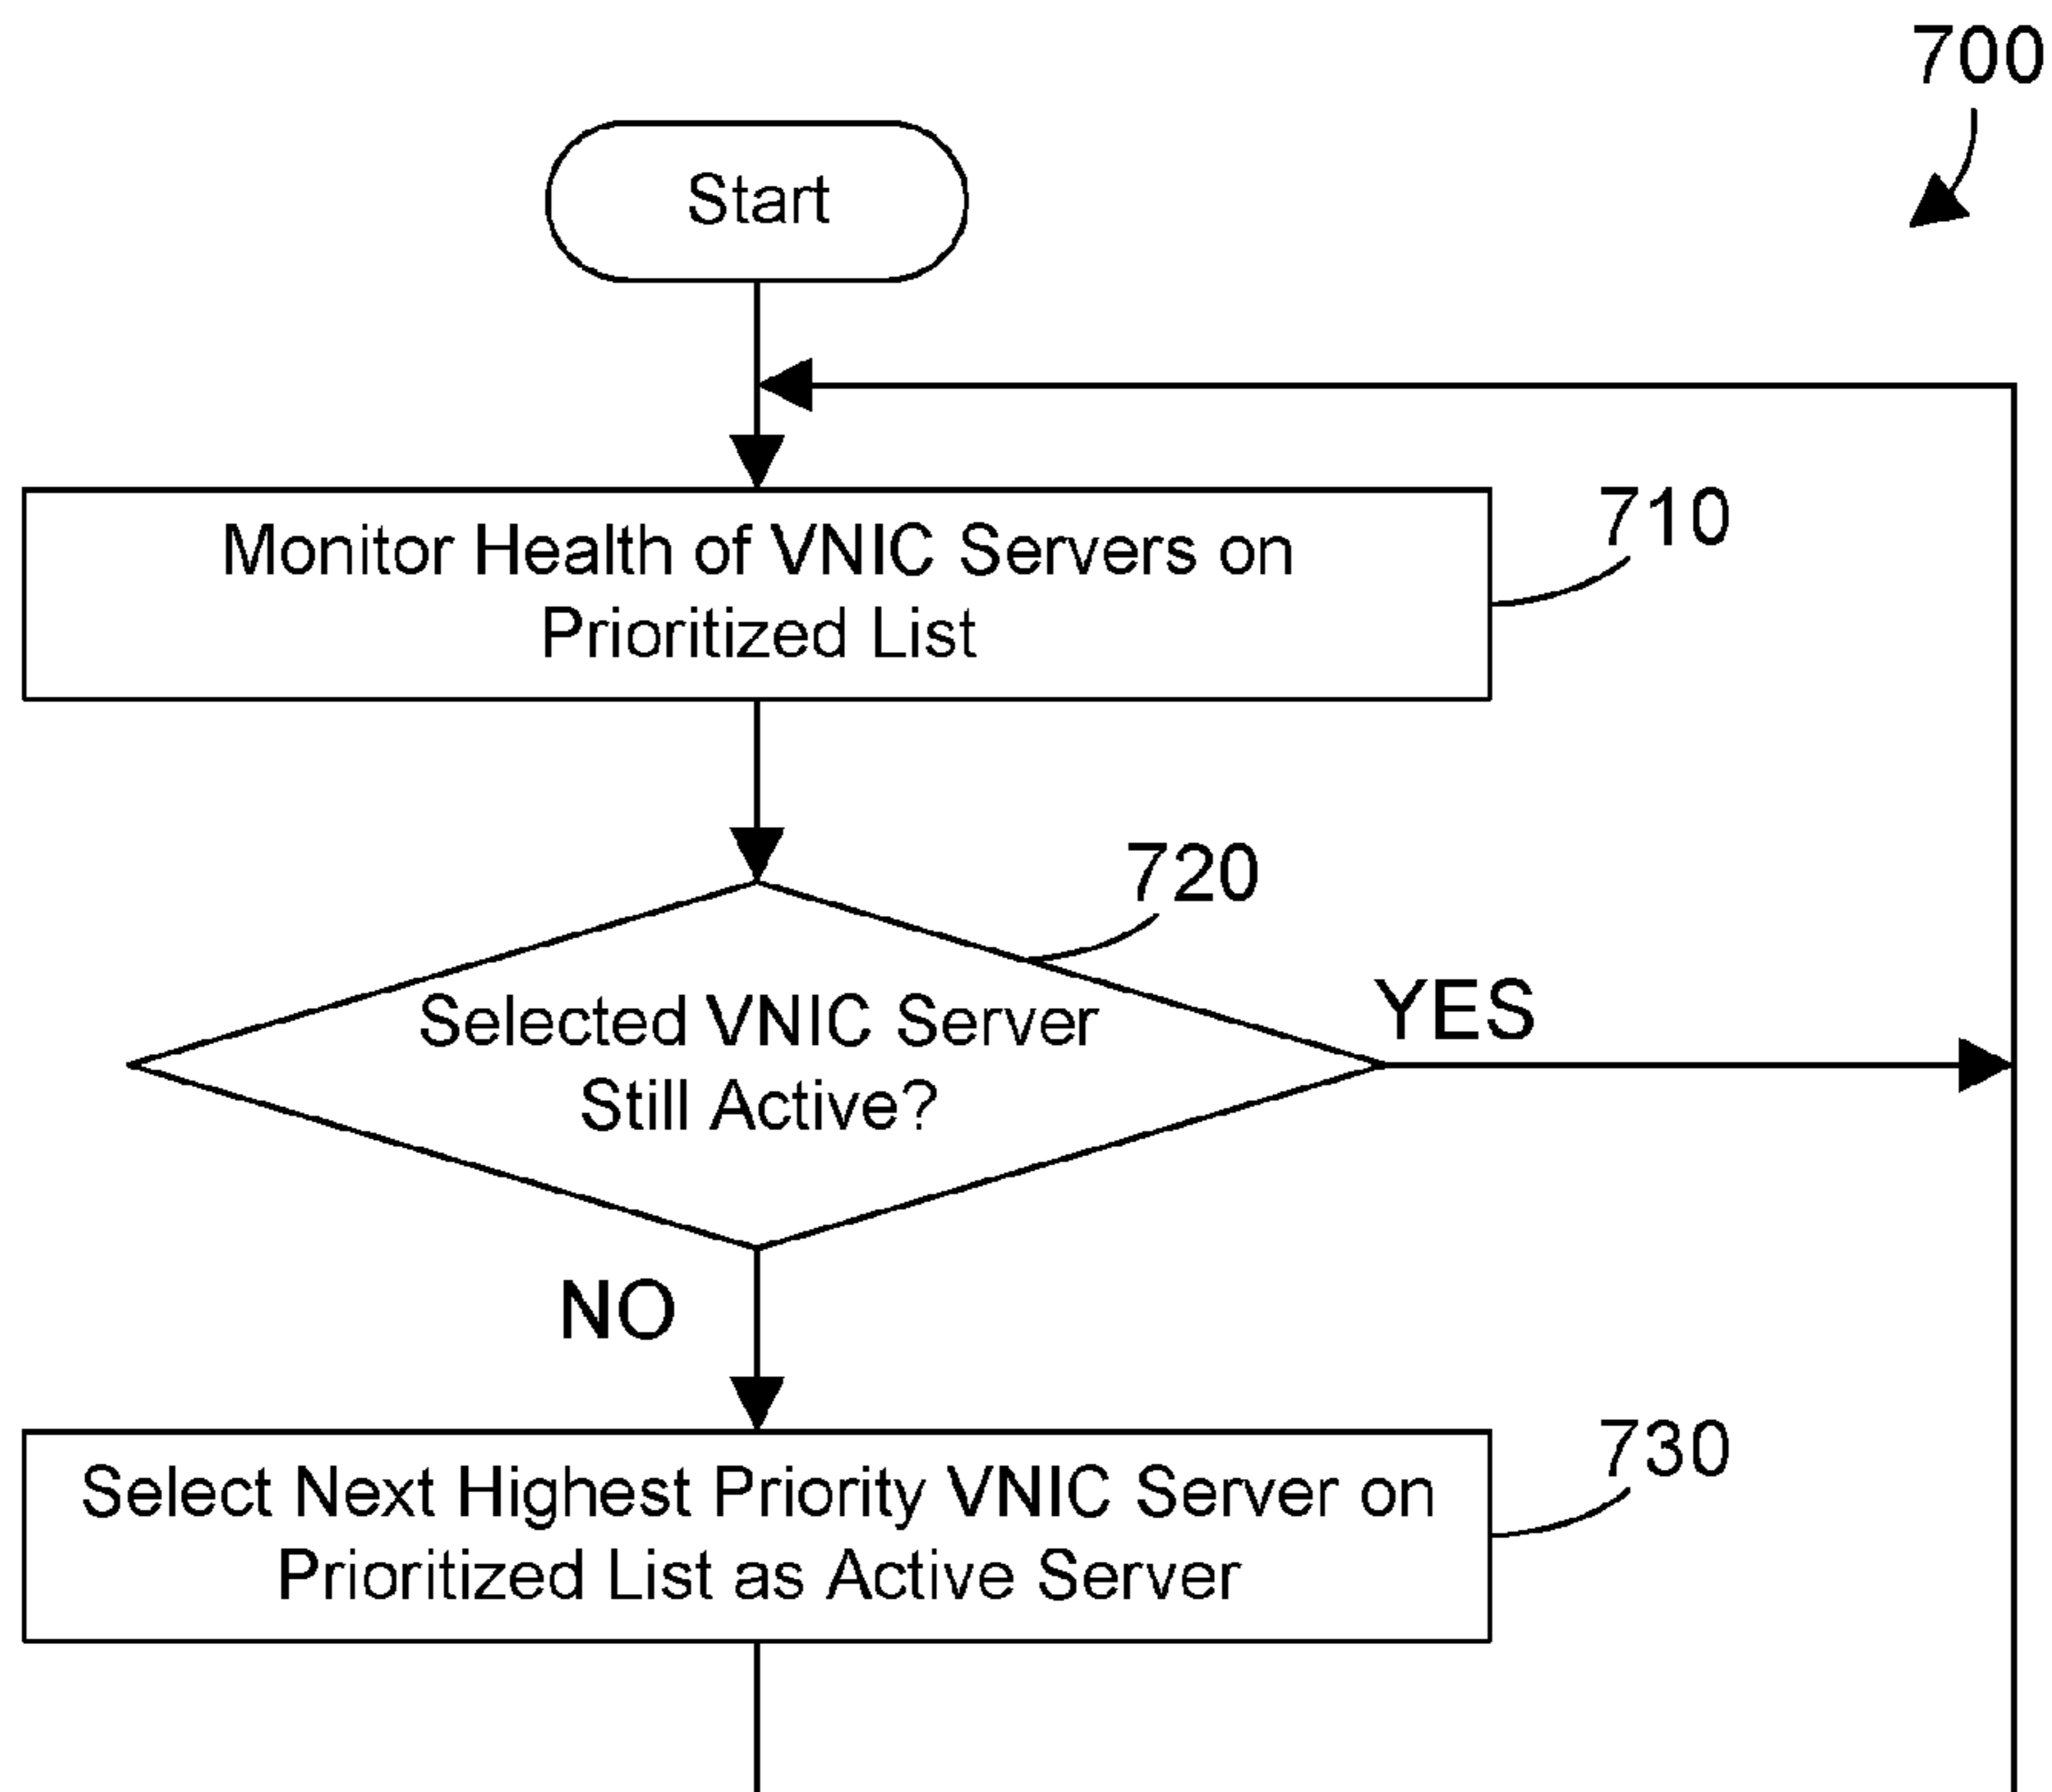 700
Start
Monitor Health of VNIC Servers on
Prioritized List
710
720
Selected VNIC Server
Still Active?
YES
NO
Select Next Highest Priority VNIC Server on
Prioritized List as Active Server
730